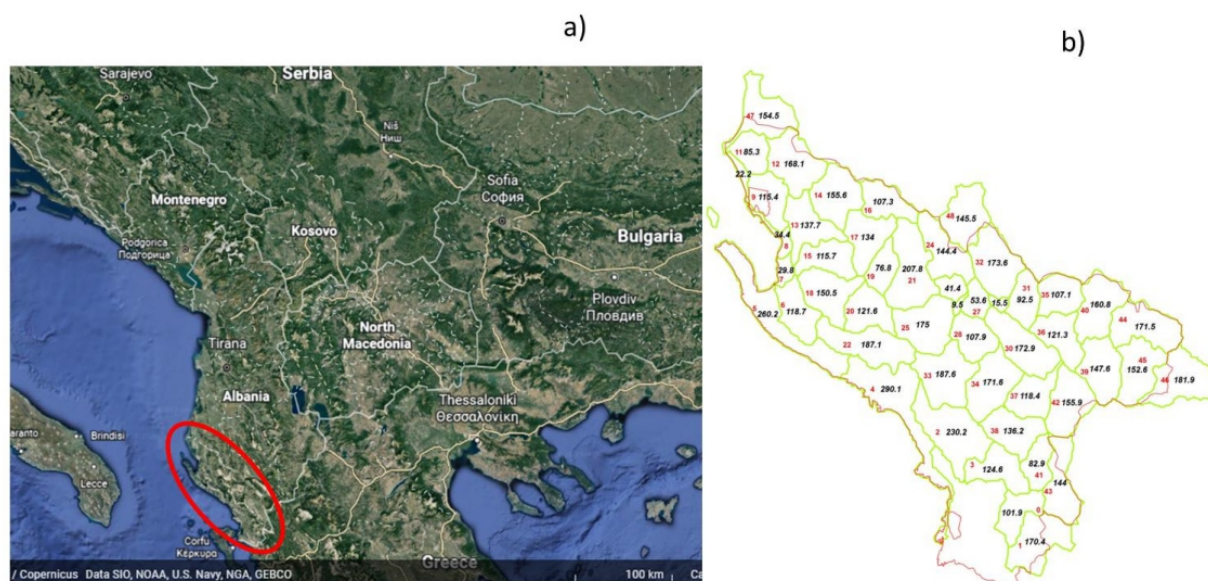 a)
b)
Sarajevo
Serbia
Niš
Ниш
Sofia
София
Montenegro
Kosovo
Bulgaria
Podgorica
Подгорица
Plovdiv
Пловдив
North
Macedonia
Tirana
Albania
Thessaloniki
Θεσσαλονίκη
aranto
Brindisi
Lecce
Corfu
Κέρκυρα
Greece
/ Copernicus Data SIO, NOAA, U.S. Navy, NGA, GEBCO
100 km
Ca
47 154.5
11 85.3
12 168.1
22.2
9 115.4
14 155.6
107.3
16
48 145.5
13 137.7
34.4
8
17 134
24
144.4
15 115.7
32
173.6
29.8
7
76.8
19
207.8
21
31
92.5
35 107.1
18 150.5
41.4
9.5
53.6
27
15.5
40
160.8
5
260.2
6
118.7
20 121.6
25 175
28
107.9
36
121.3
44
171.5
22 187.1
30 172.9
33 187.6
34 171.6
39 147.6
45
152.6
46 181.9
4 290.1
37 118.4
42 155.9
2 230.2
38 136.2
3
124.6
82.9
41
144
43
101.9
0
1 170.4